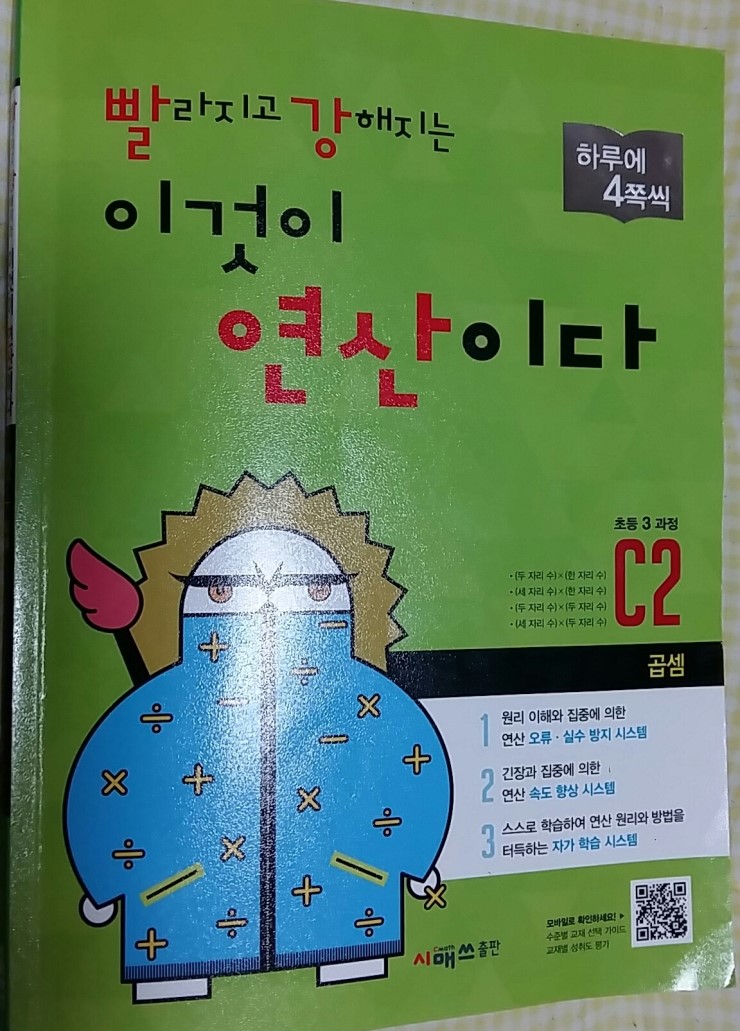 빨라지고 강해지는
이것이
연산이다
하루에
4쪽씩
초등 3 과정
C2
• (두 자리 수)×(한 자리 수)
• (세 자리 수)×(한 자리 수)
• (두 자리 수)×(두 자리 수)
• (세 자리 수)×(두 자리 수)
곱셈
1 원리 이해와 집중에 의한
연산 오류·실수 방지 시스템
2 긴장과 집중에 의한
연산 속도 향상 시스템
3 스스로 학습하여 연산 원리와 방법을
터득하는 자가 학습 시스템
Cmath
시매쓰출판
모바일로 확인하세요! ▶
수준별 교재 선택 가이드
교재별 성취도 평가